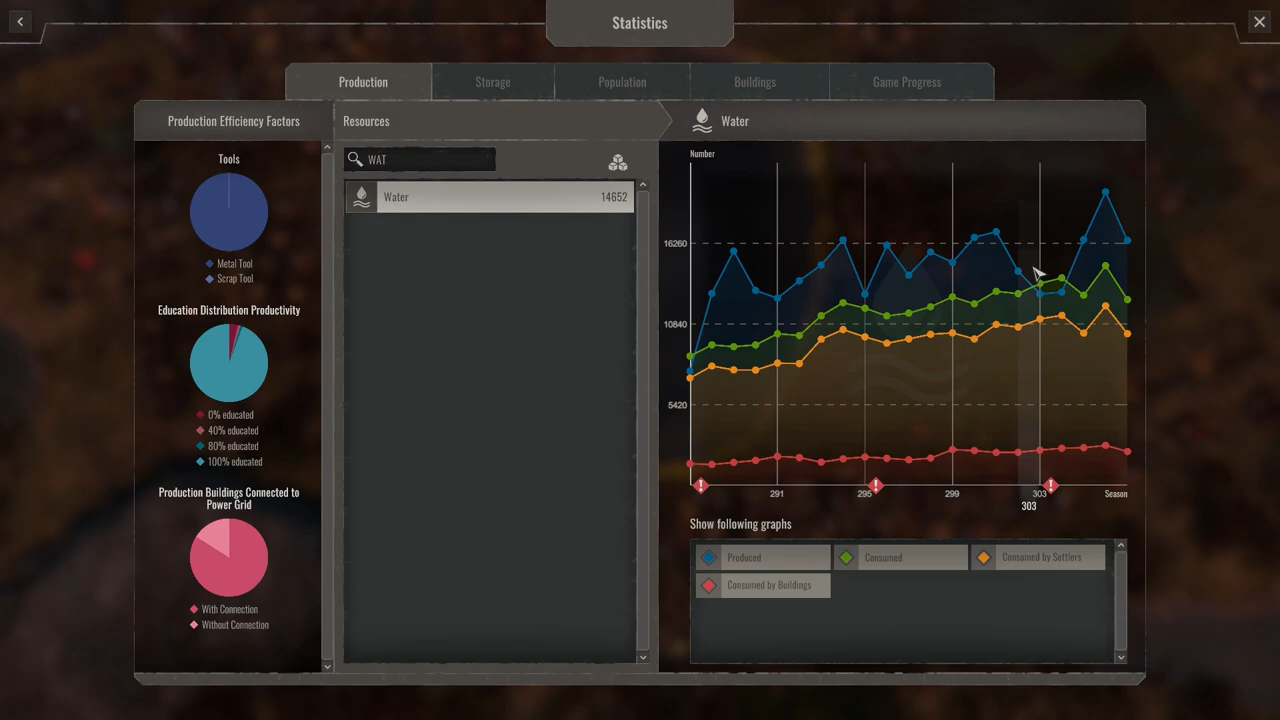 Statistics
Production
Storage
Population
Buildings
Game Progress
Production Efficiency Factors
Tools
Metal Tool
Scrap Tool
Education Distribution Productivity
0% educated
40% educated
80% educated
100% educated
Production Buildings Connected to
Power Grid
With Connection
Without Connection
Resources
WAT
Water 14652
Water
Number
16260
10840
5420
291 295 299 303 Season
303
Show following graphs
Produced Consumed Consumed by Settlers
Consumed by Buildings